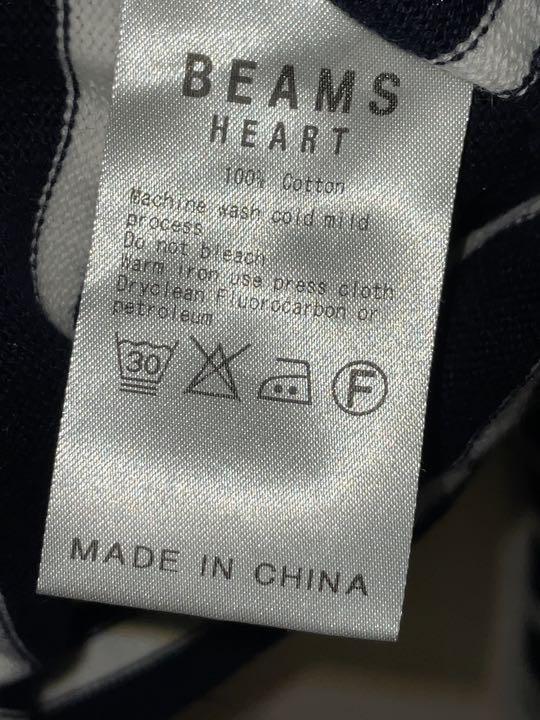 BEAMS
HEART
100% Cotton
Machine wash cold mild
process
Do not bleach
Warm iron use press cloth
Dryclean Fluorocarbon or
petroleum
30
F
MADE IN CHINA